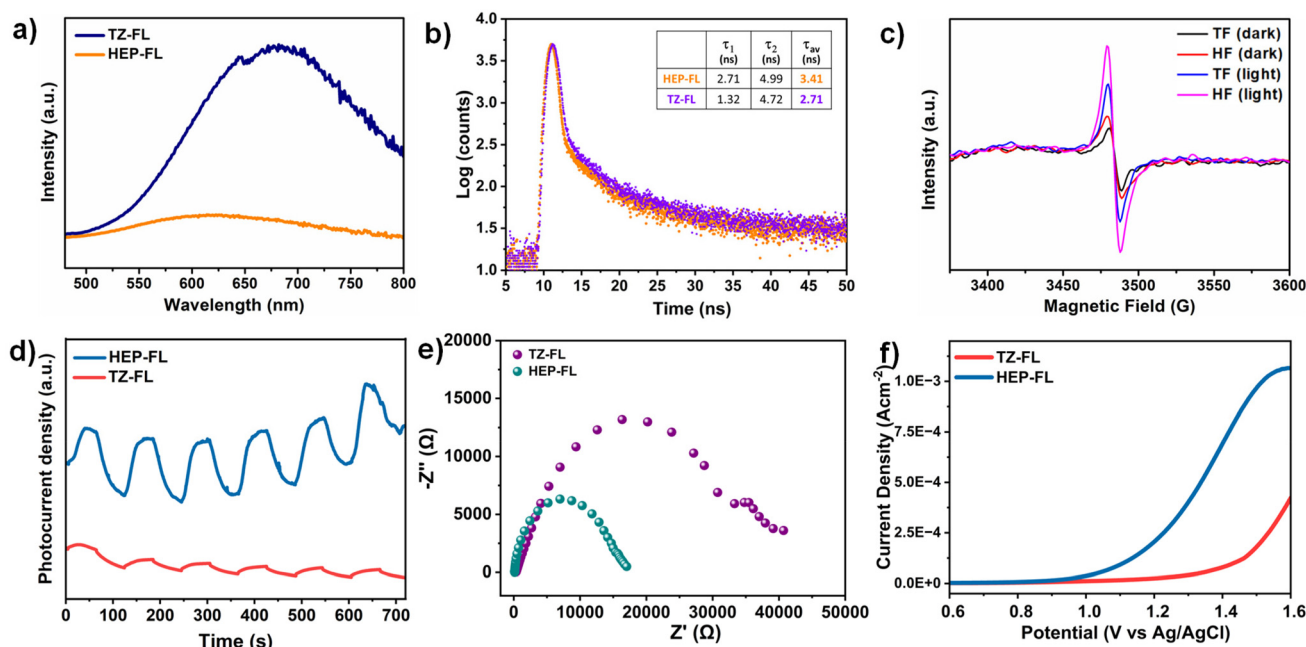 a)
TZ-FL
HEP-FL
Intensity (a.u.)
500 550 600 650 700 750 800
Wavelength (nm)
b)
τ1 (ns) τ2 (ns) τav (ns)
HEP-FL 2.71 4.99 3.41
TZ-FL 1.32 4.72 2.71
Log (counts)
4.0
3.5
3.0
2.5
2.0
1.5
1.0
5 10 15 20 25 30 35 40 45 50
Time (ns)
c)
TF (dark)
HF (dark)
TF (light)
HF (light)
Intensity (a.u.)
3400 3450 3500 3550 3600
Magnetic Field (G)
d)
HEP-FL
TZ-FL
Photocurrent density (a.u.)
0 100 200 300 400 500 600 700
Time (s)
e)
TZ-FL
HEP-FL
-Z'' (Ω)
20000
15000
10000
5000
0
0 10000 20000 30000 40000 50000
Z' (Ω)
f)
TZ-FL
HEP-FL
Current Density (Acm-2)
1.0E-3
7.5E-4
5.0E-4
2.5E-4
0.0E+0
0.6 0.8 1.0 1.2 1.4 1.6
Potential (V vs Ag/AgCl)